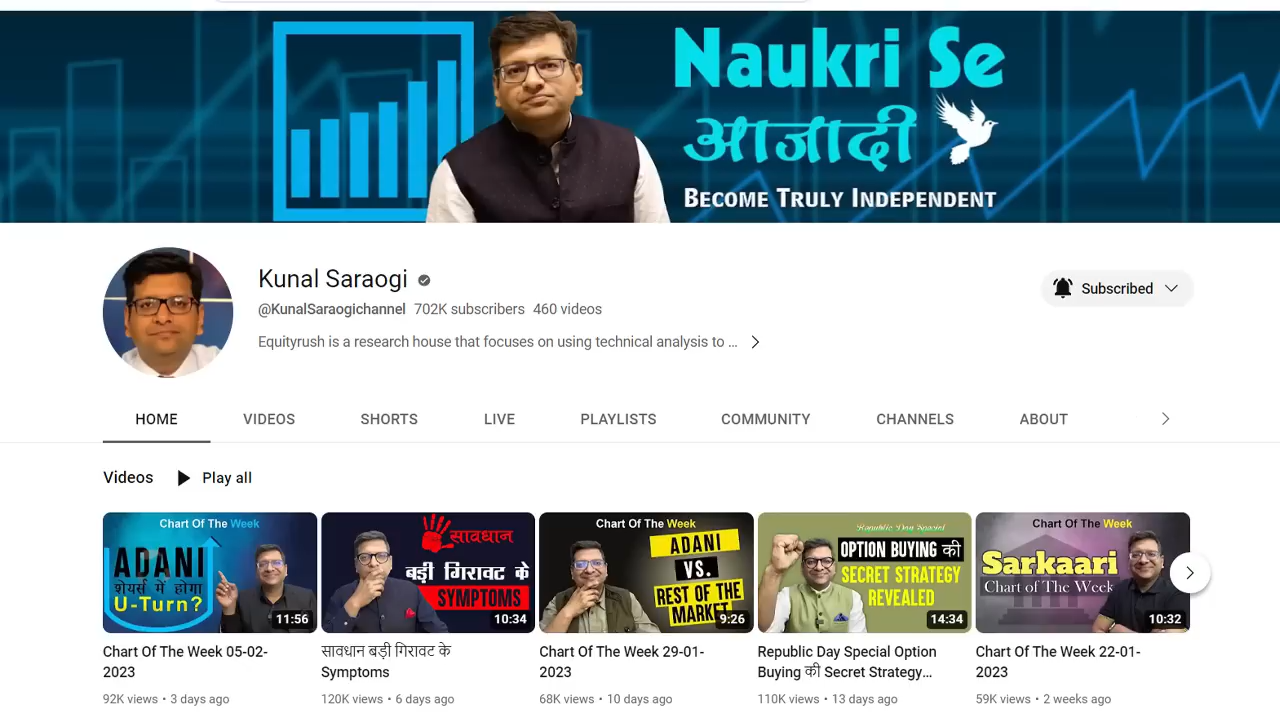 Naukri Se
आजादी
BECOME TRULY INDEPENDENT
Kunal Saraogi
@KunalSaraogichannel 702K subscribers 460 videos
Equityrush is a research house that focuses on using technical analysis to ...
Subscribed
HOME VIDEOS SHORTS LIVE PLAYLISTS COMMUNITY CHANNELS ABOUT
Videos Play all
Chart Of The Week
ADANI
शेयर्स में होगा
U-Turn?
11:56
सावधान
बड़ी गिरावट के
SYMPTOMS
10:34
Chart Of The Week
ADANI
VS.
REST OF THE
MARKET
9:26
Republic Day Special
OPTION BUYING की
SECRET STRATEGY
REVEALED
14:34
Chart Of The Week
Sarkaari
Chart of The Week
10:32
Chart Of The Week 05-02-
2023
92K views • 3 days ago
सावधान बड़ी गिरावट के
Symptoms
120K views • 6 days ago
Chart Of The Week 29-01-
2023
68K views • 10 days ago
Republic Day Special Option
Buying की Secret Strategy...
110K views • 13 days ago
Chart Of The Week 22-01-
2023
59K views • 2 weeks ago